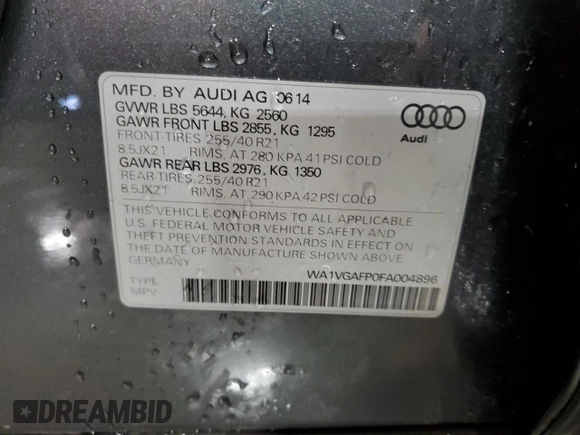 MFD. BY AUDI AG 0614
GVWR LBS 5644, KG 2560
GAWR FRONT LBS 2855, KG 1295
FRONT-TIRES 255/40 R21
8,5JX21 RIMS, AT 280 KPA 41 PSI COLD
GAWR REAR LBS 2976, KG 1350
REAR-TIRES 255/40 R21
8,5JX21 RIMS, AT 290 KPA 42 PSI COLD
THIS VEHICLE CONFORMS TO ALL APPLICABLE
U.S. FEDERAL MOTOR VEHICLE SAFETY AND
THEFT PREVENTION STANDARDS IN EFFECT ON
THE DATE OF MANUFACTURE SHOWN ABOVE
GERMANY
WA1VGAFP0FA004896
TYPE
MPV
Audi
DREAMBID